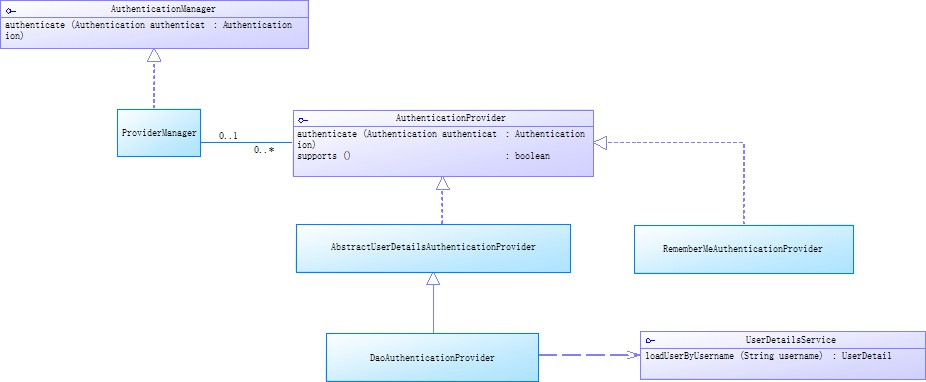 AuthenticationManager
authenticate (Authentication authenticat : Authentication
ion)
ProviderManager
0..1
0..*
AuthenticationProvider
authenticate (Authentication authenticat : Authentication
ion)
supports () : boolean
AbstractUserDetailsAuthenticationProvider
RememberMeAuthenticationProvider
DaoAuthenticationProvider
UserDetailsService
loadUserByUsername (String username) : UserDetail